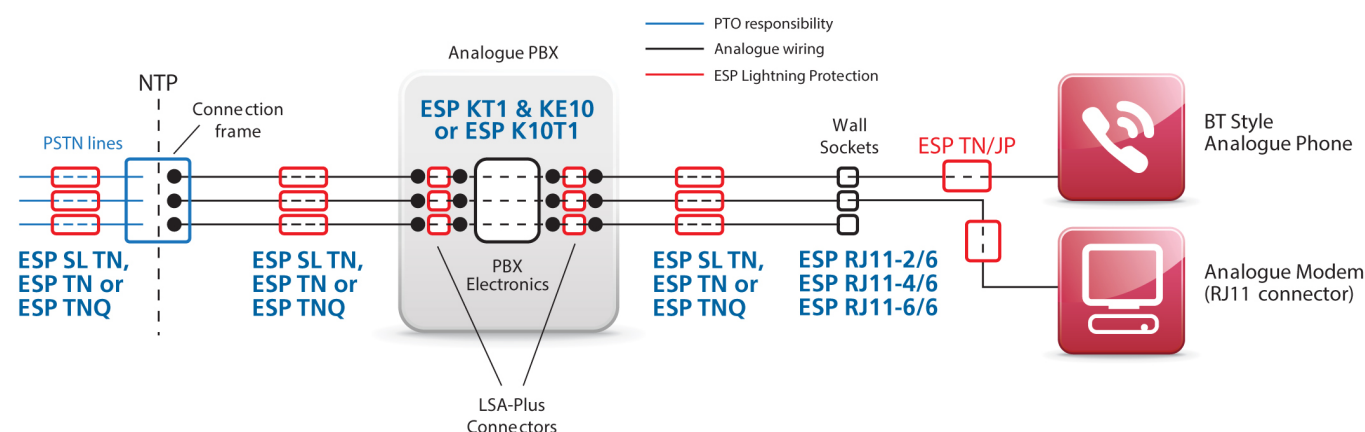 PTO responsibility
Analogue wiring
ESP Lightning Protection
Analogue PBX
NTP
Connection
frame
PSTN lines
ESP KT1 & KE10
or ESP K10T1
Wall
Sockets
ESP TN/JP
BT Style
Analogue Phone
ESP SL TN,
ESP TN or
ESP TNQ
ESP SL TN,
ESP TN or
ESP TNQ
PBX
Electronics
ESP SL TN,
ESP TN or
ESP TNQ
ESP RJ11-2/6
ESP RJ11-4/6
ESP RJ11-6/6
Analogue Modem
(RJ11 connector)
LSA-Plus
Connectors